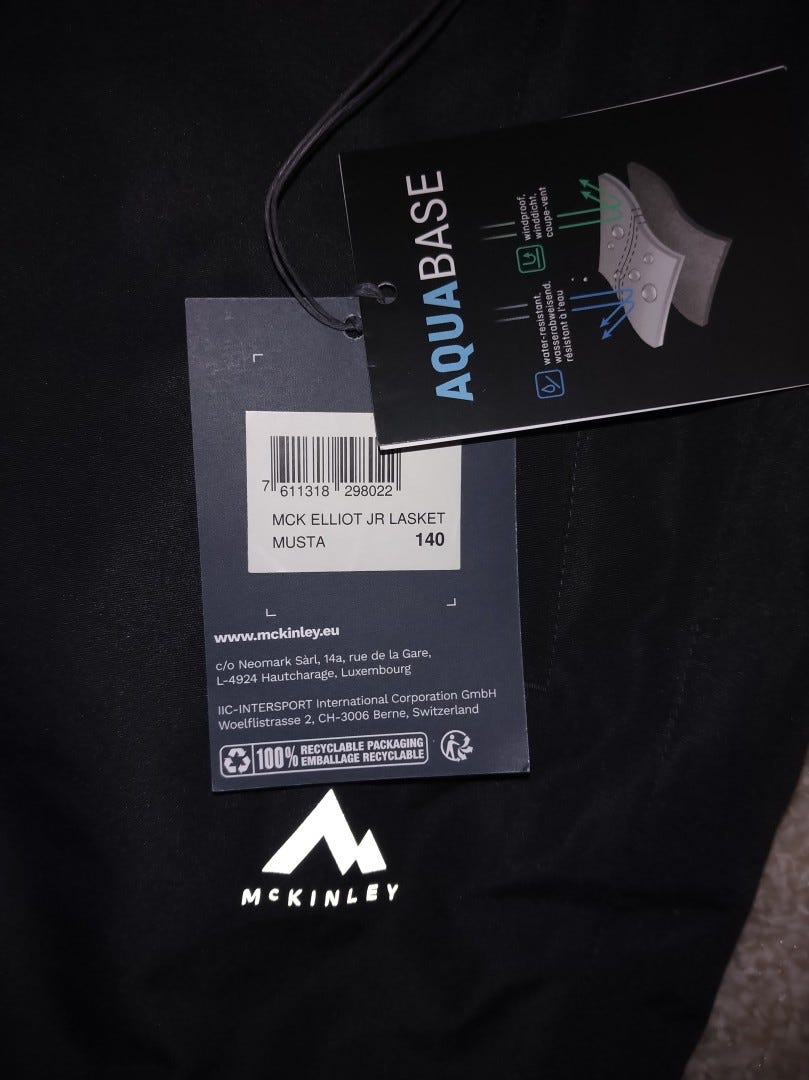 AQUABASE
windproof,
winddicht,
coupe-vent
water-resistant,
wasserabweisend,
résistant à l'eau
7 611318 298022
MCK ELLIOT JR LASKET
MUSTA 140
www.mckinley.eu
c/o Neomark Sàrl, 14a, rue de la Gare,
L-4924 Hautcharage, Luxembourg
IIC-INTERSPORT International Corporation GmbH
Woelflistrasse 2, CH-3006 Berne, Switzerland
100% RECYCLABLE PACKAGING
EMBALLAGE RECYCLABLE
McKINLEY